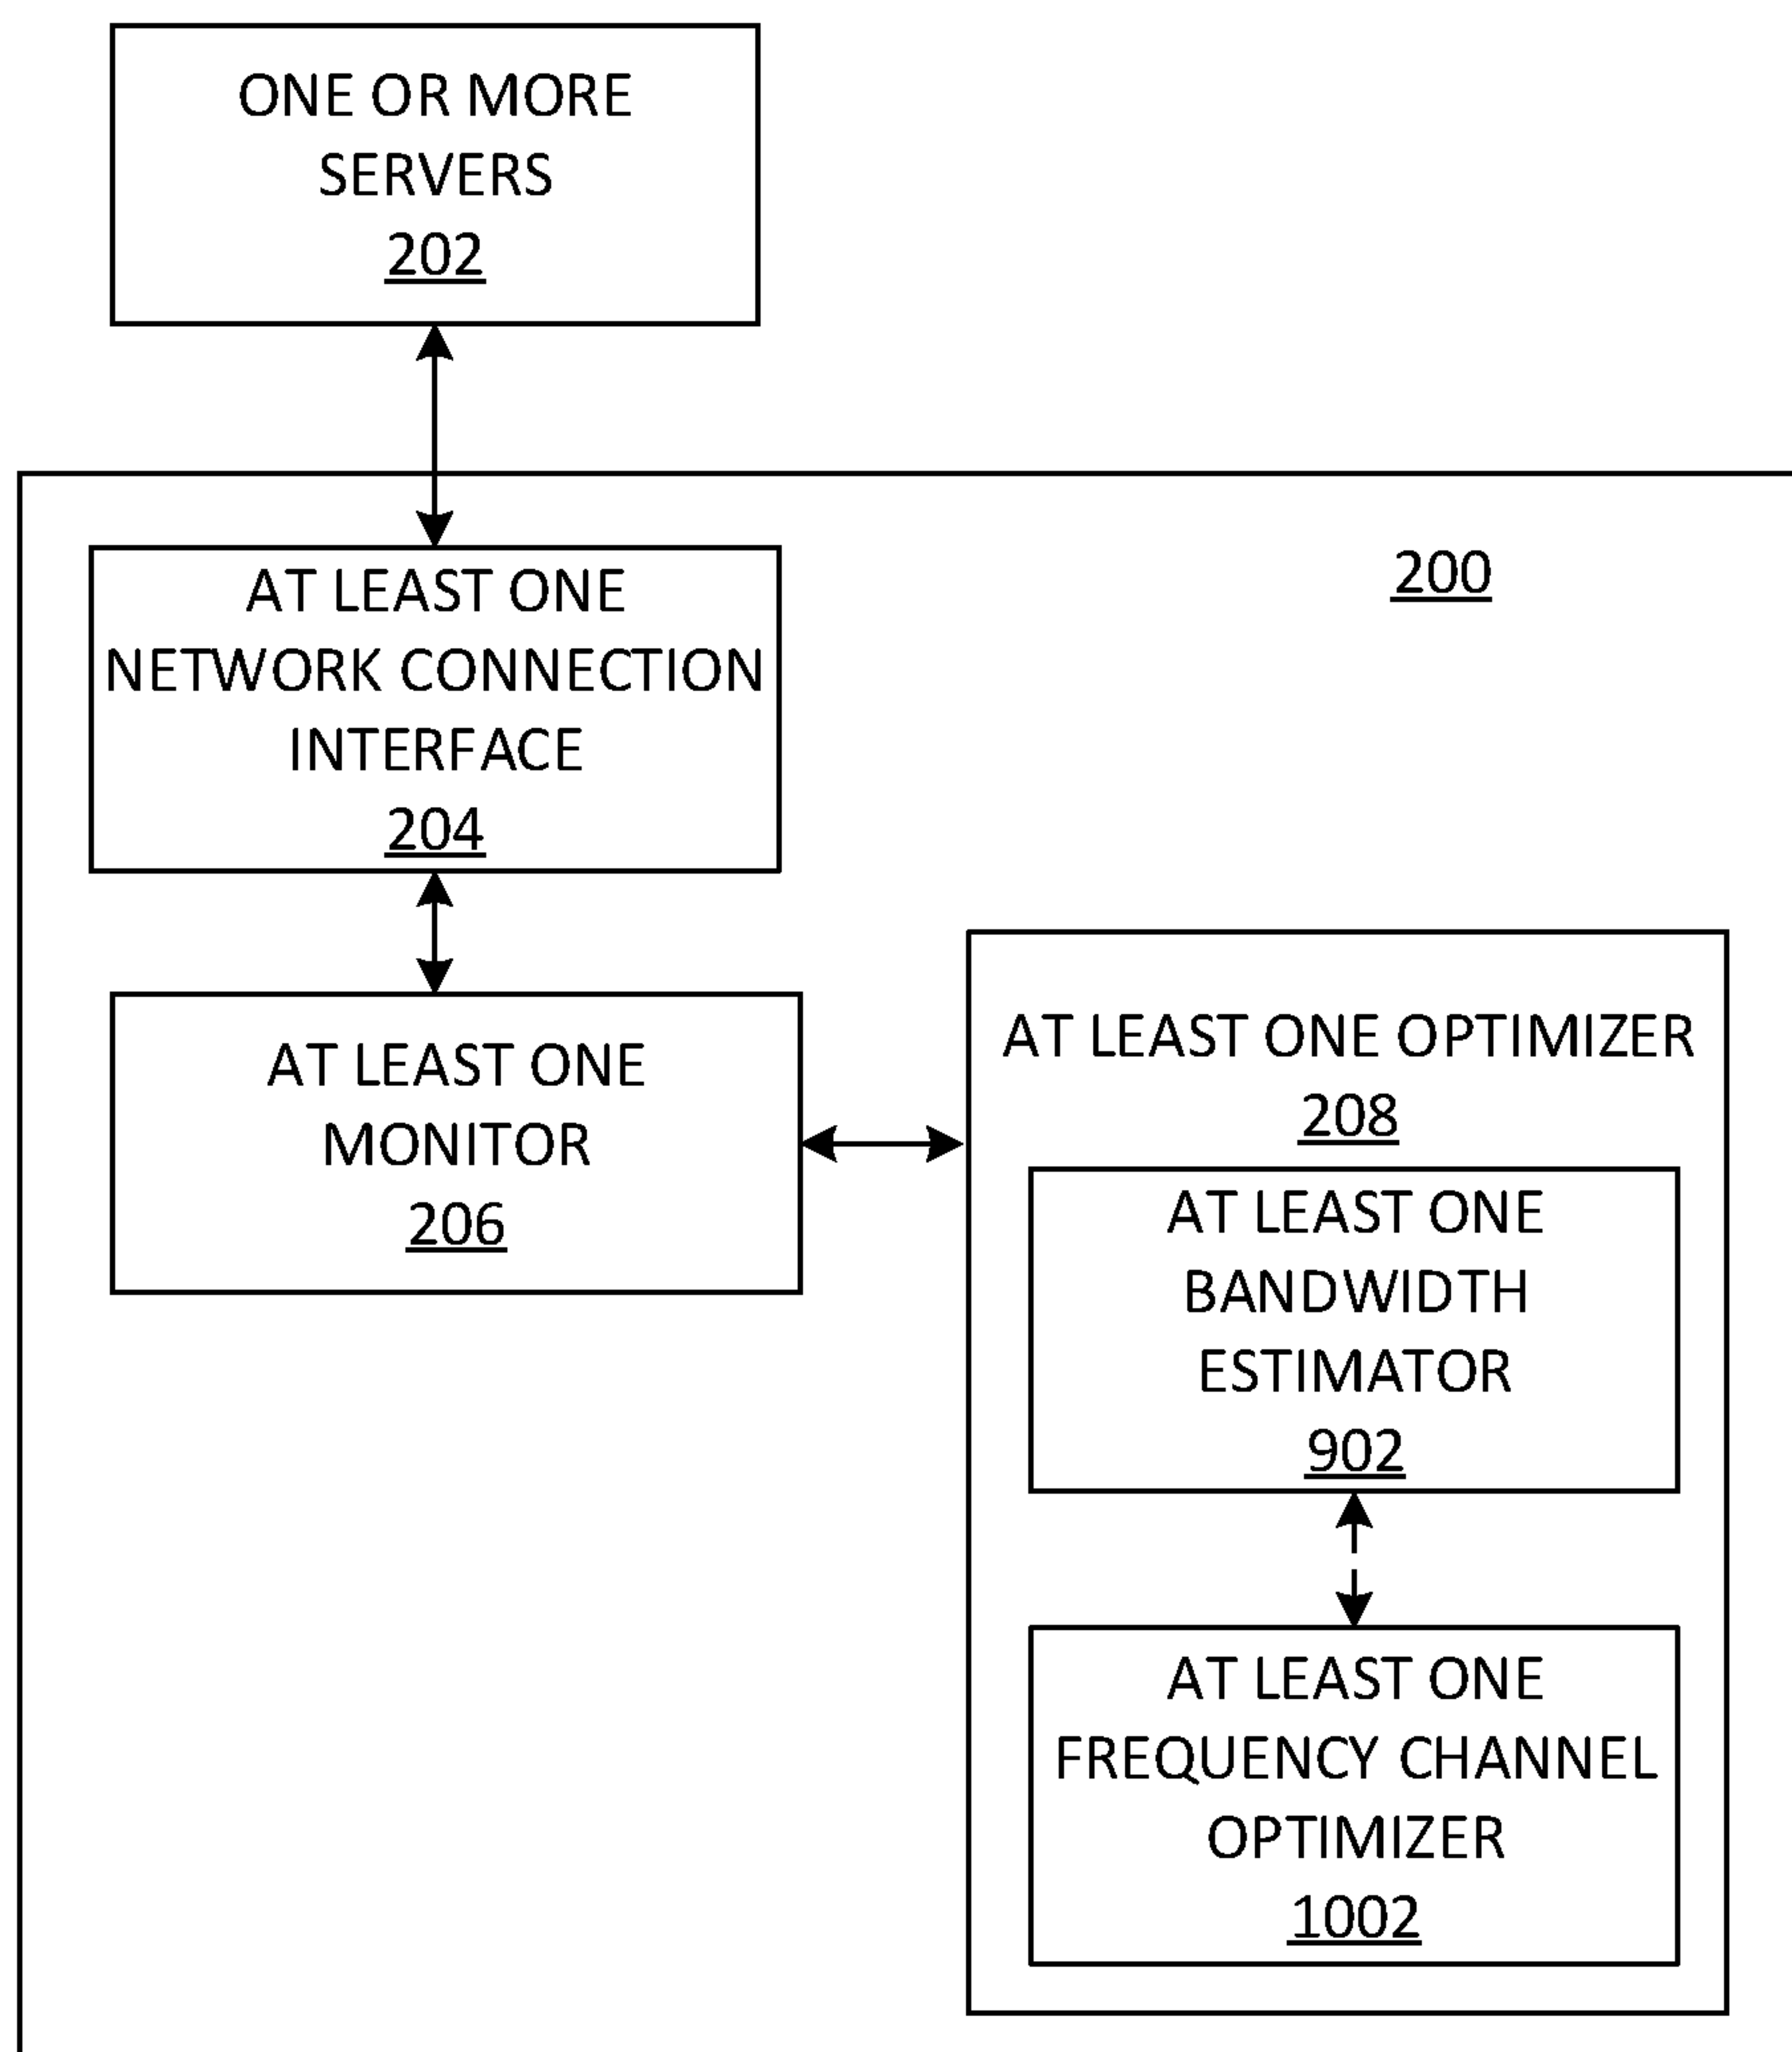 ONE OR MORE
SERVERS
202
200
AT LEAST ONE
NETWORK CONNECTION
INTERFACE
204
AT LEAST ONE
MONITOR
206
AT LEAST ONE OPTIMIZER
208
AT LEAST ONE
BANDWIDTH
ESTIMATOR
902
AT LEAST ONE
FREQUENCY CHANNEL
OPTIMIZER
1002